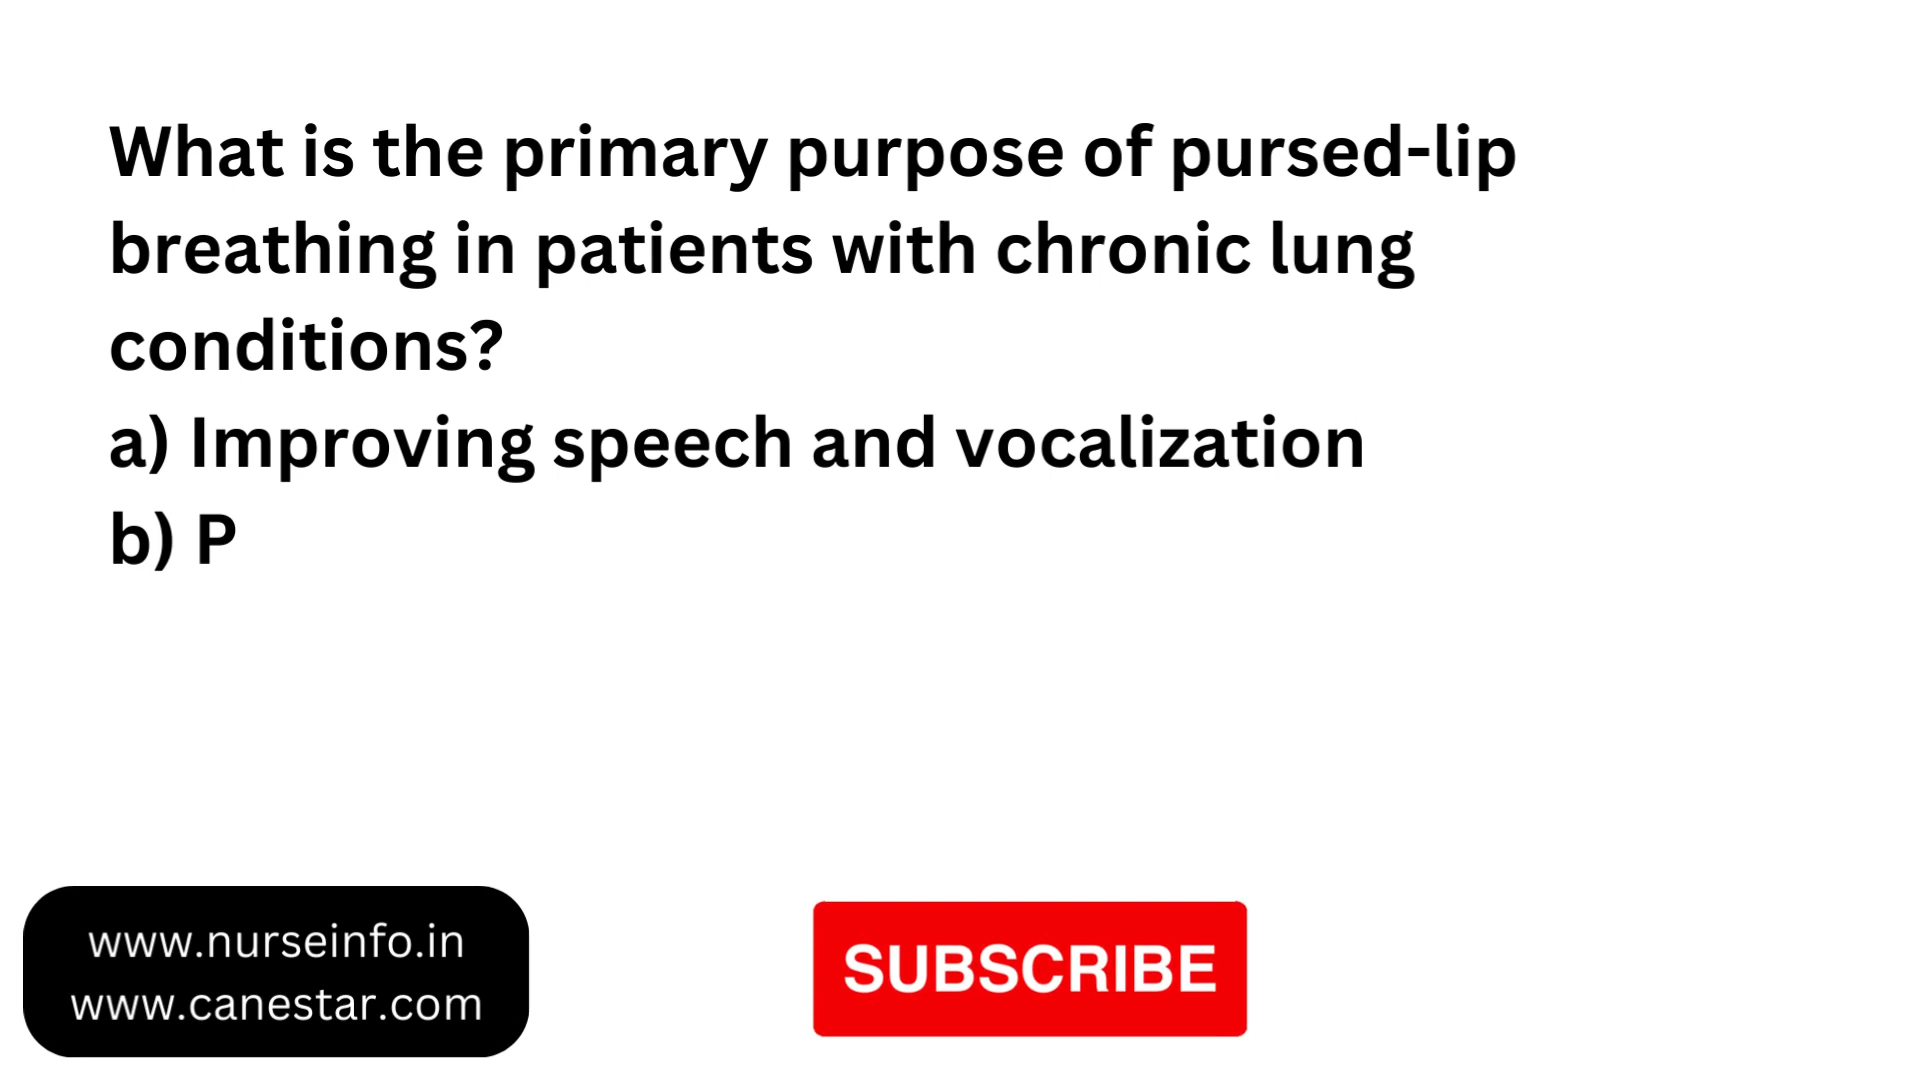 What is the primary purpose of pursed-lip
breathing in patients with chronic lung
conditions?
a) Improving speech and vocalization
b) P
www.nurseinfo.in
www.canestar.com
SUBSCRIBE